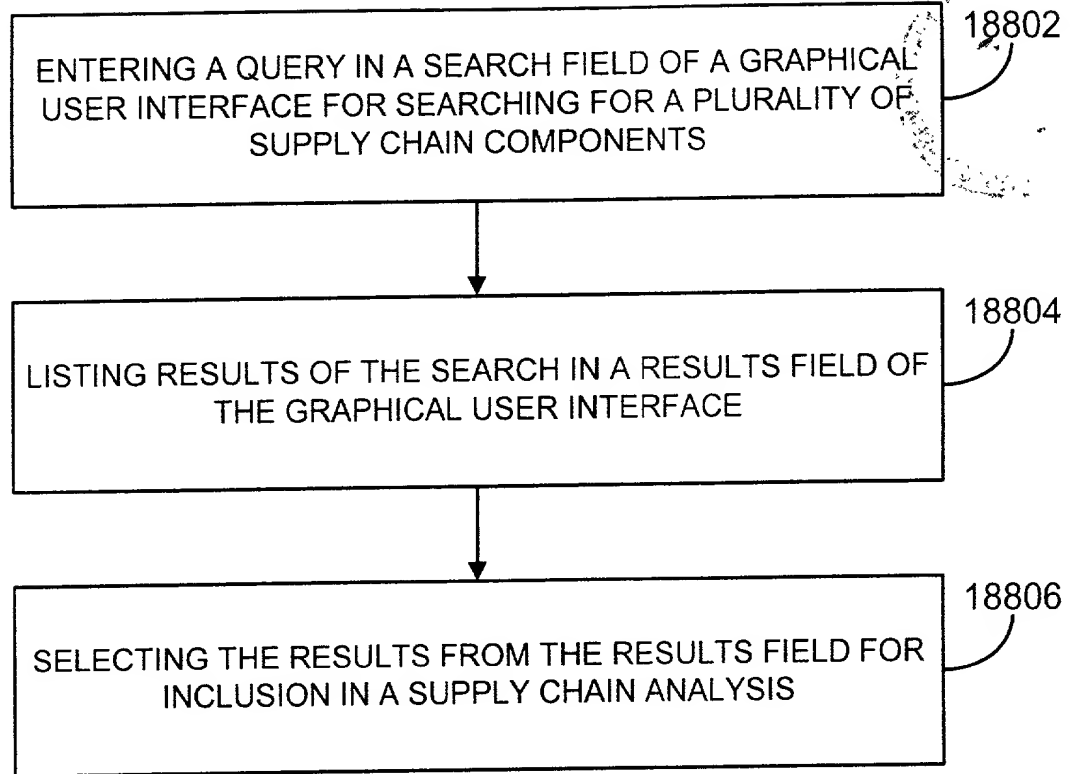 18802
ENTERING A QUERY IN A SEARCH FIELD OF A GRAPHICAL
USER INTERFACE FOR SEARCHING FOR A PLURALITY OF
SUPPLY CHAIN COMPONENTS
18804
LISTING RESULTS OF THE SEARCH IN A RESULTS FIELD OF
THE GRAPHICAL USER INTERFACE
18806
SELECTING THE RESULTS FROM THE RESULTS FIELD FOR
INCLUSION IN A SUPPLY CHAIN ANALYSIS